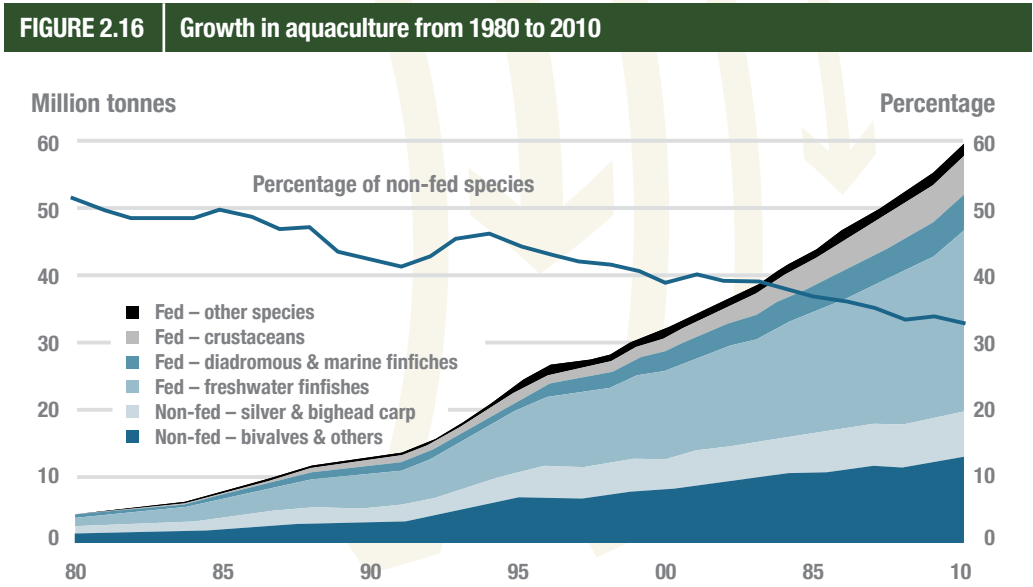 FIGURE 2.16 Growth in aquaculture from 1980 to 2010
Million tonnes Percentage
60 60
Percentage of non-fed species
50 50
40 40
Fed – other species
Fed – crustaceans
30 30
Fed – diadromous & marine finfiches
Fed – freshwater finfishes
20 Non-fed – silver & bighead carp 20
Non-fed – bivalves & others
10 10
0 0
80 85 90 95 00 85 10